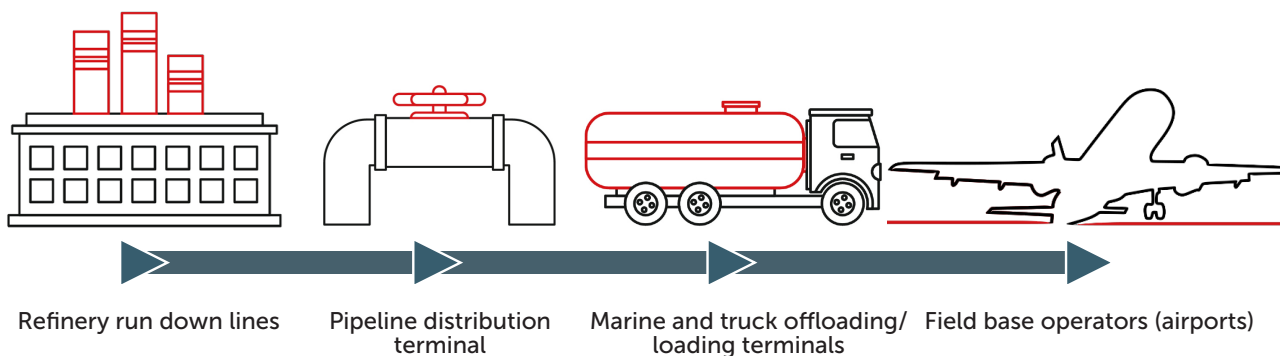 Refinery run down lines
Pipeline distribution
terminal
Marine and truck offloading/
loading terminals
Field base operators (airports)